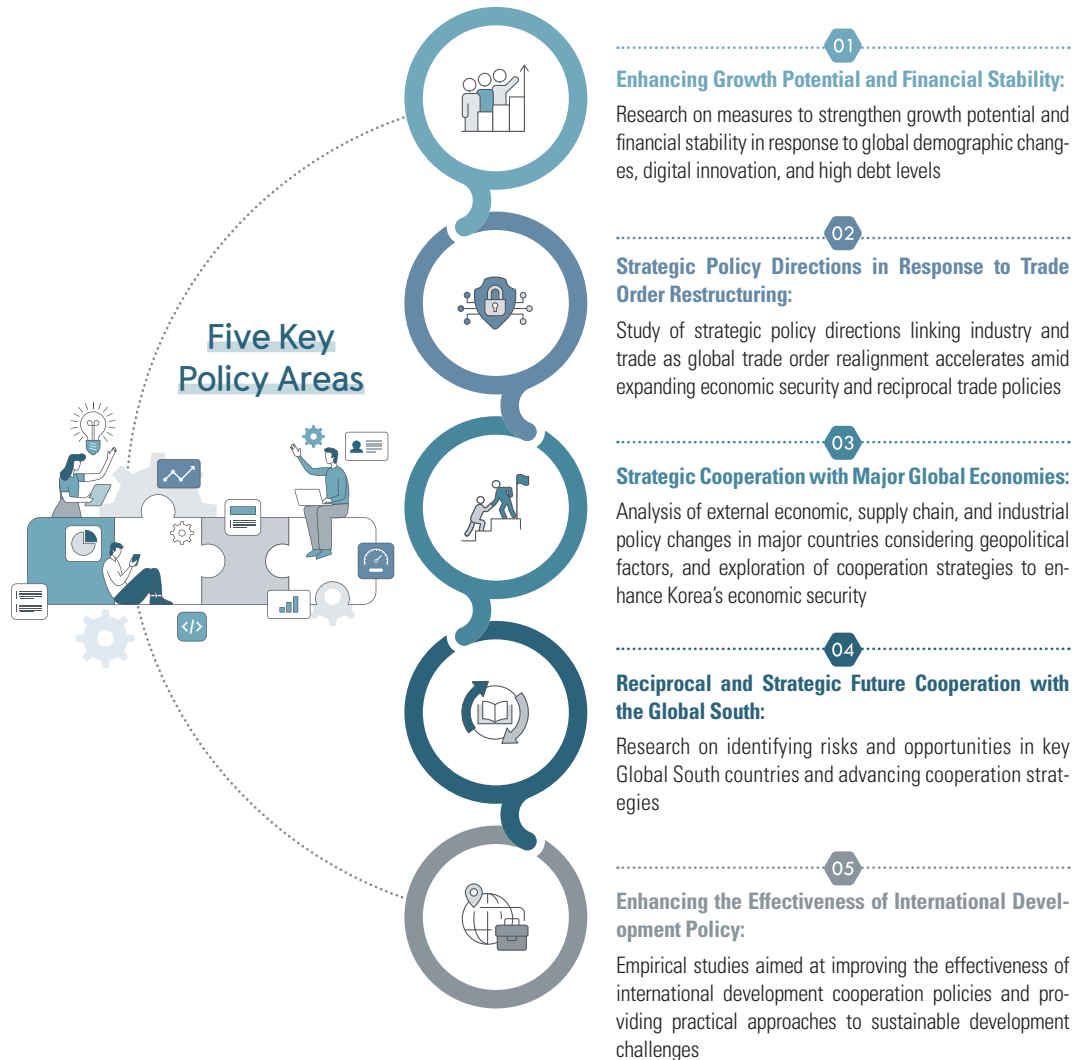 Five Key
Policy Areas
01
Enhancing Growth Potential and Financial Stability:
Research on measures to strengthen growth potential and
financial stability in response to global demographic chang-
es, digital innovation, and high debt levels
02
Strategic Policy Directions in Response to Trade
Order Restructuring:
Study of strategic policy directions linking industry and
trade as global trade order realignment accelerates amid
expanding economic security and reciprocal trade policies
03
Strategic Cooperation with Major Global Economies:
Analysis of external economic, supply chain, and industrial
policy changes in major countries considering geopolitical
factors, and exploration of cooperation strategies to en-
hance Korea’s economic security
04
Reciprocal and Strategic Future Cooperation with
the Global South:
Research on identifying risks and opportunities in key
Global South countries and advancing cooperation strat-
egies
05
Enhancing the Effectiveness of International Devel-
opment Policy:
Empirical studies aimed at improving the effectiveness of
international development cooperation policies and pro-
viding practical approaches to sustainable development
challenges